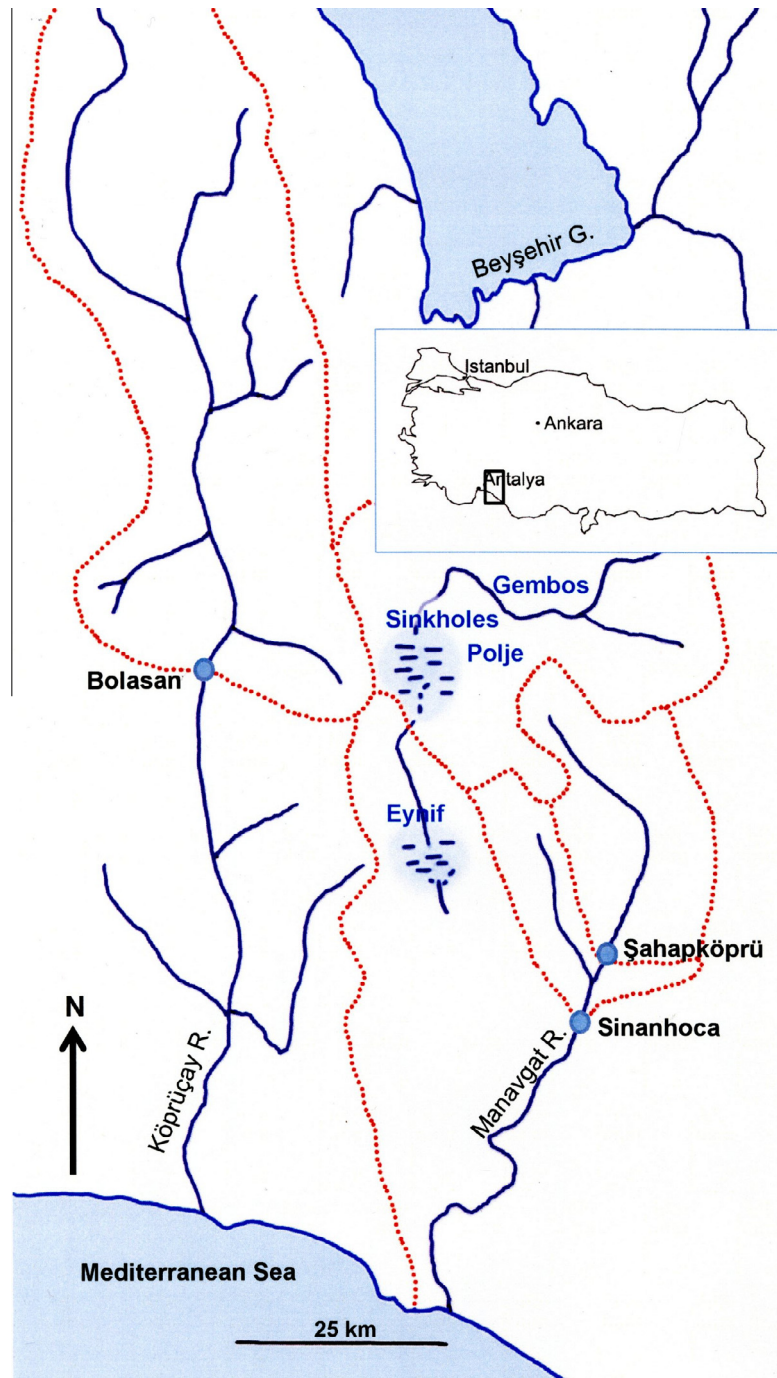 Beyşehir G.
Istanbul
Ankara
Antalya
Gembos
Sinkholes
Polje
Bolasan
Eynif
Şahapköprü
N
Sinanhoca
Köprüçay R.
Manavgat R.
Mediterranean Sea
25 km